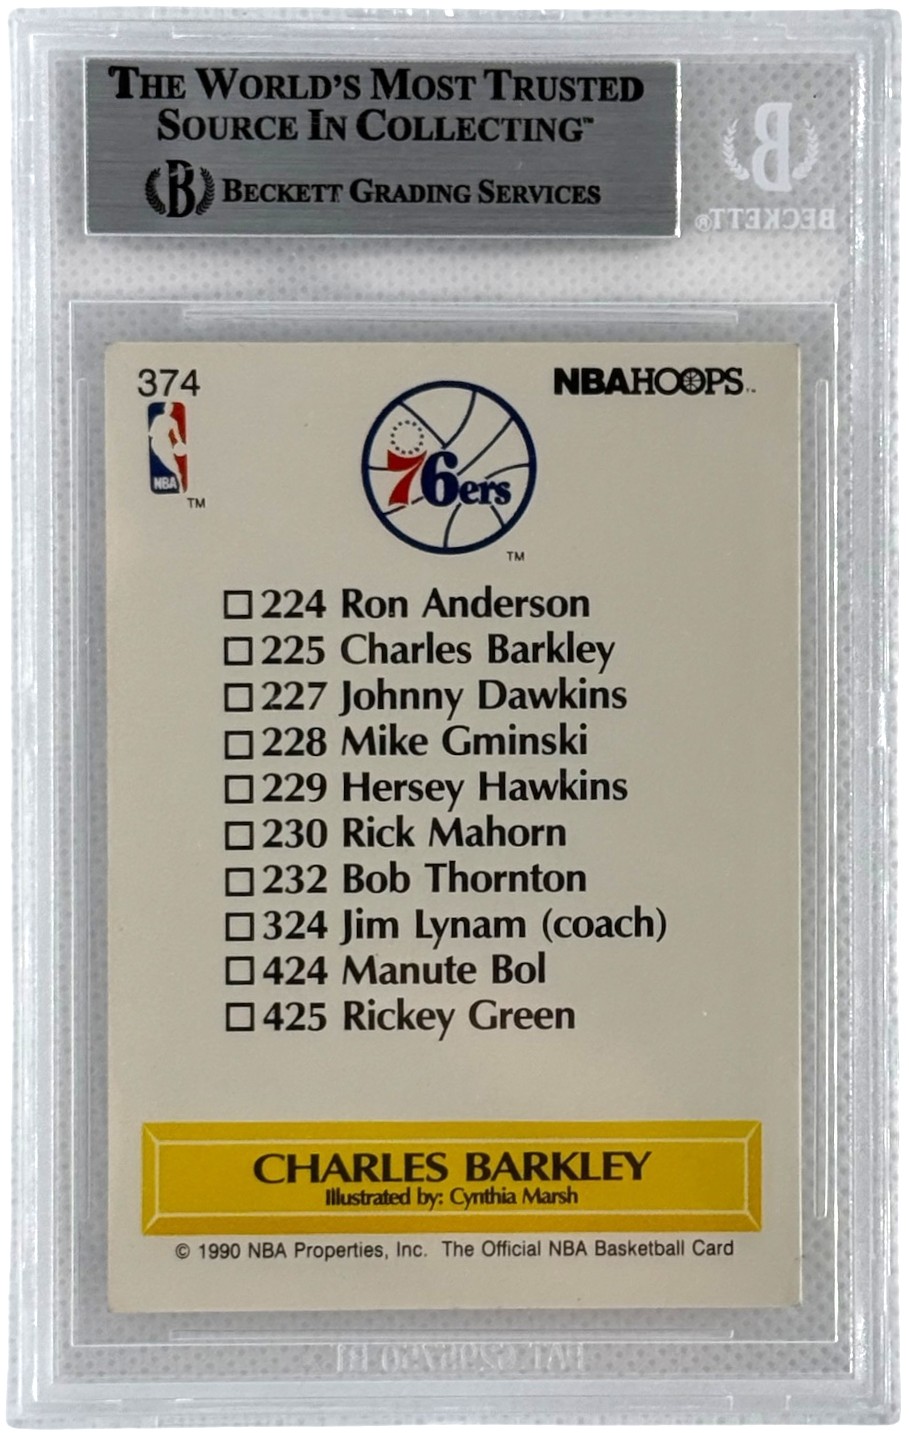 THE WORLD'S MOST TRUSTED
SOURCE IN COLLECTING™
B BECKETT GRADING SERVICES
B
BECKETT®
374
NBA
™
NBAHOOPS™
76ers
™
224 Ron Anderson
225 Charles Barkley
227 Johnny Dawkins
228 Mike Gminski
229 Hersey Hawkins
230 Rick Mahorn
232 Bob Thornton
324 Jim Lynam (coach)
424 Manute Bol
425 Rickey Green
CHARLES BARKLEY
Illustrated by: Cynthia Marsh
© 1990 NBA Properties, Inc. The Official NBA Basketball Card